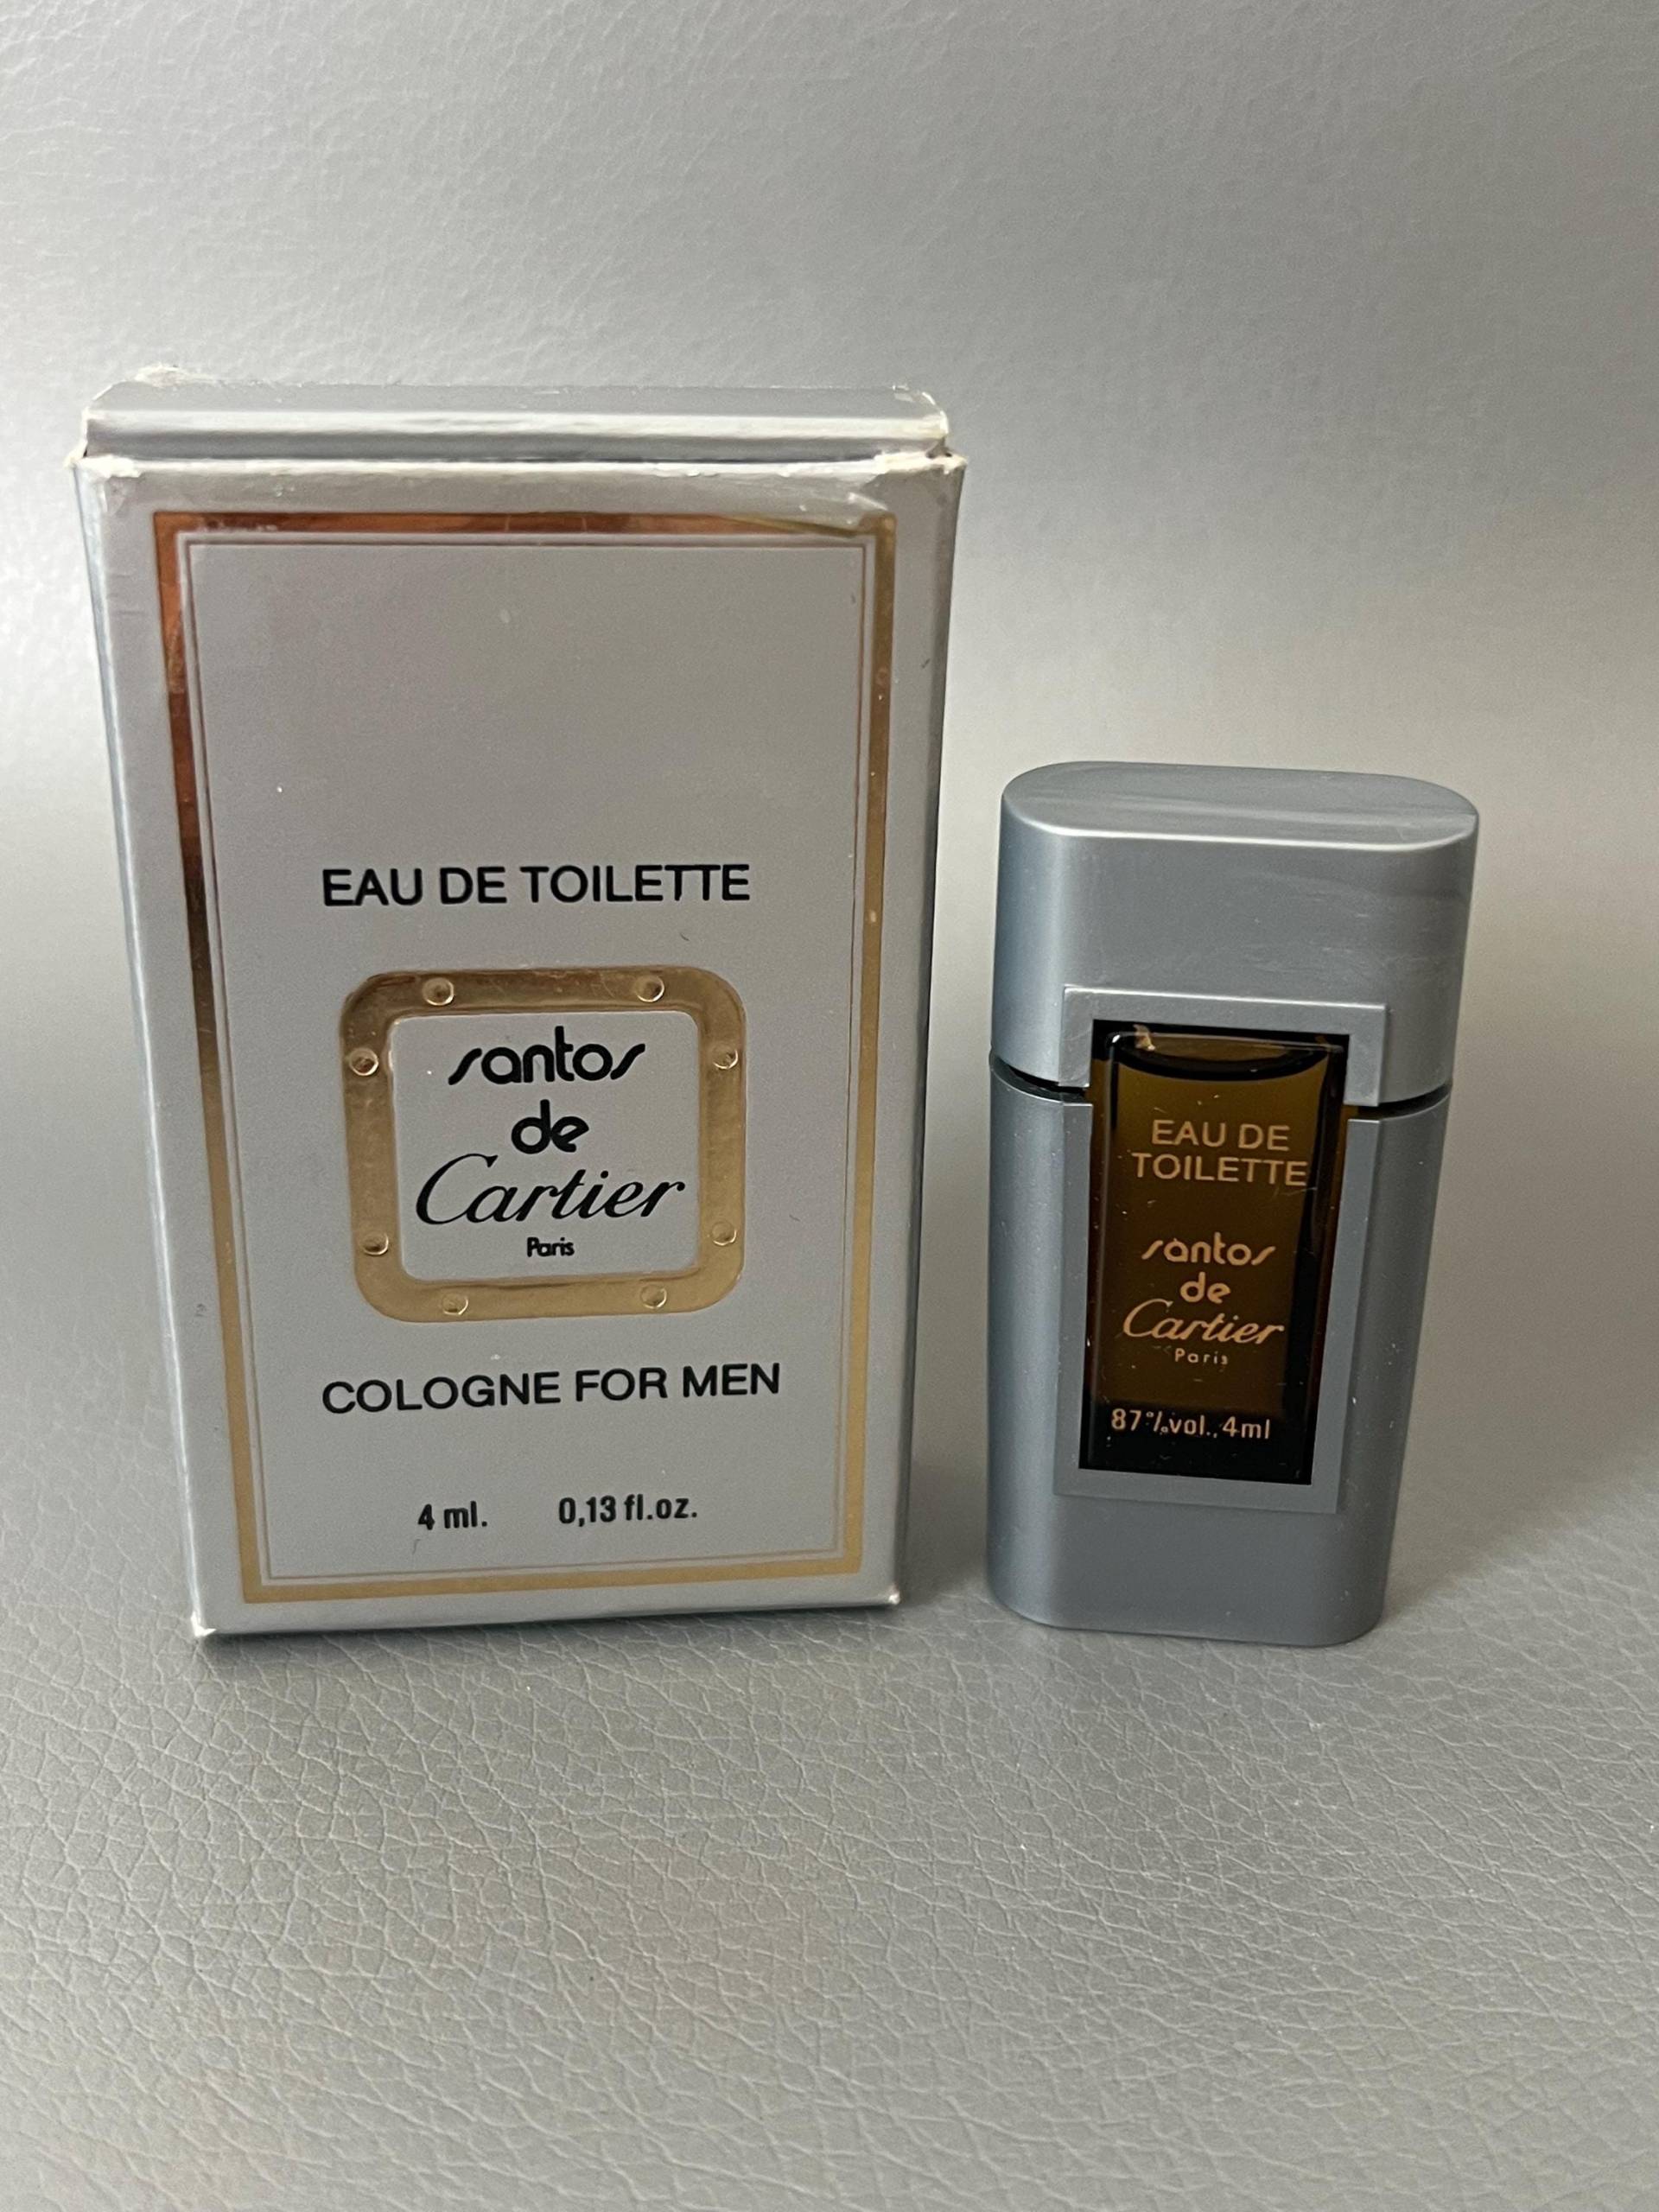 EAU DE TOILETTE
santos
de
Cartier
Paris
COLOGNE FOR MEN
4 ml. 0,13 fl.oz.
EAU DE
TOILETTE
santos
de
Cartier
Paris
87% vol. 4ml